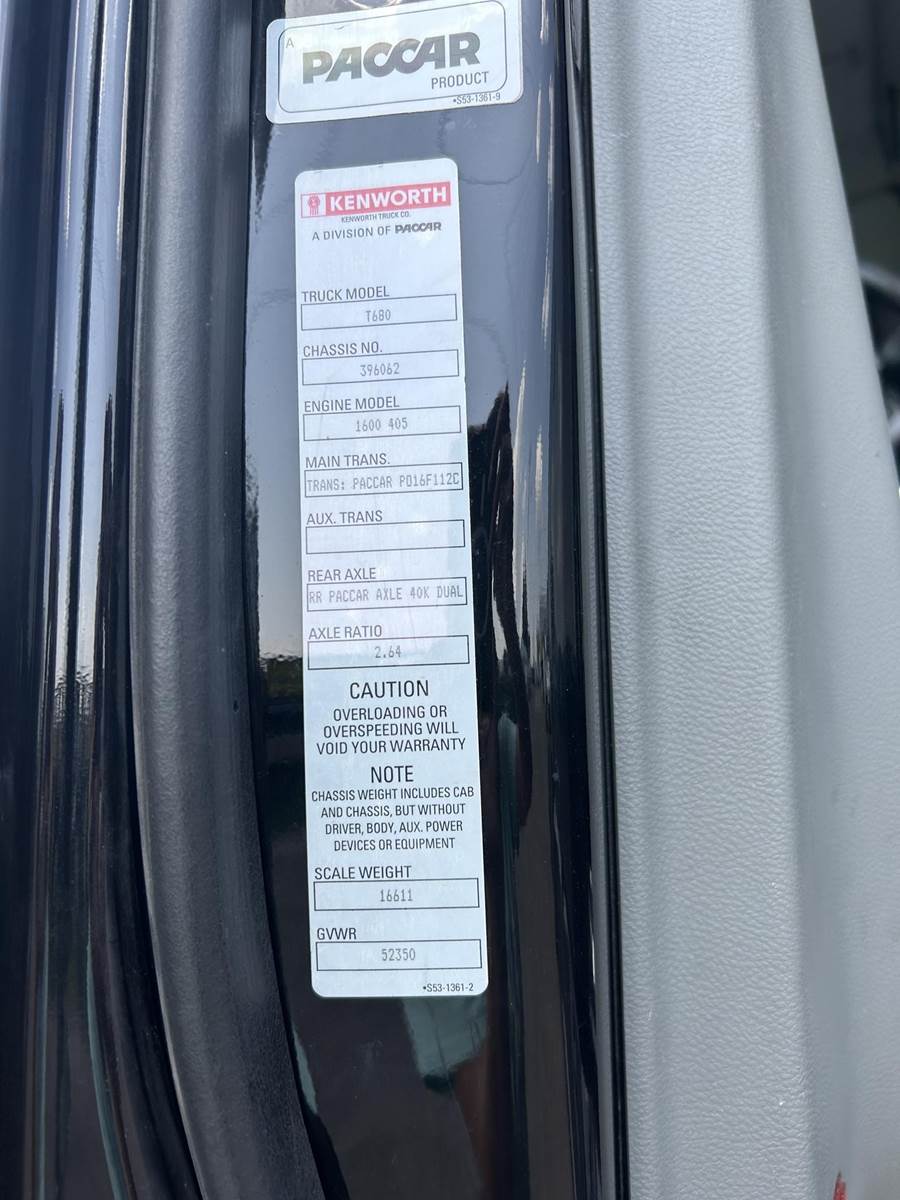 A
PACCAR
PRODUCT
•S53-1361-9
KENWORTH
KENWORTH TRUCK CO.
A DIVISION OF PACCAR
TRUCK MODEL
T680
CHASSIS NO.
396062
ENGINE MODEL
1600 405
MAIN TRANS.
TRANS: PACCAR PO16F112C
AUX. TRANS
REAR AXLE
RR PACCAR AXLE 40K DUAL
AXLE RATIO
2.64
CAUTION
OVERLOADING OR
OVERSPEEDING WILL
VOID YOUR WARRANTY
NOTE
CHASSIS WEIGHT INCLUDES CAB
AND CHASSIS, BUT WITHOUT
DRIVER, BODY, AUX. POWER
DEVICES OR EQUIPMENT
SCALE WEIGHT
16611
GVWR
52350
•S53-1361-2